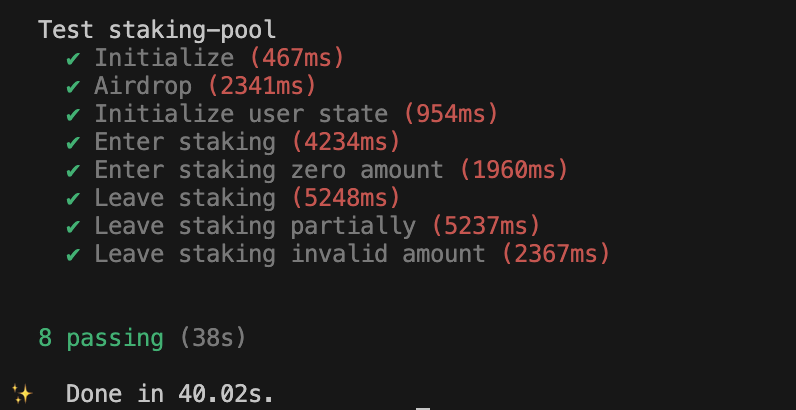 Test staking-pool
✔ Initialize (467ms)
✔ Airdrop (2341ms)
✔ Initialize user state (954ms)
✔ Enter staking (4234ms)
✔ Enter staking zero amount (1960ms)
✔ Leave staking (5248ms)
✔ Leave staking partially (5237ms)
✔ Leave staking invalid amount (2367ms)
8 passing (38s)
✨ Done in 40.02s.